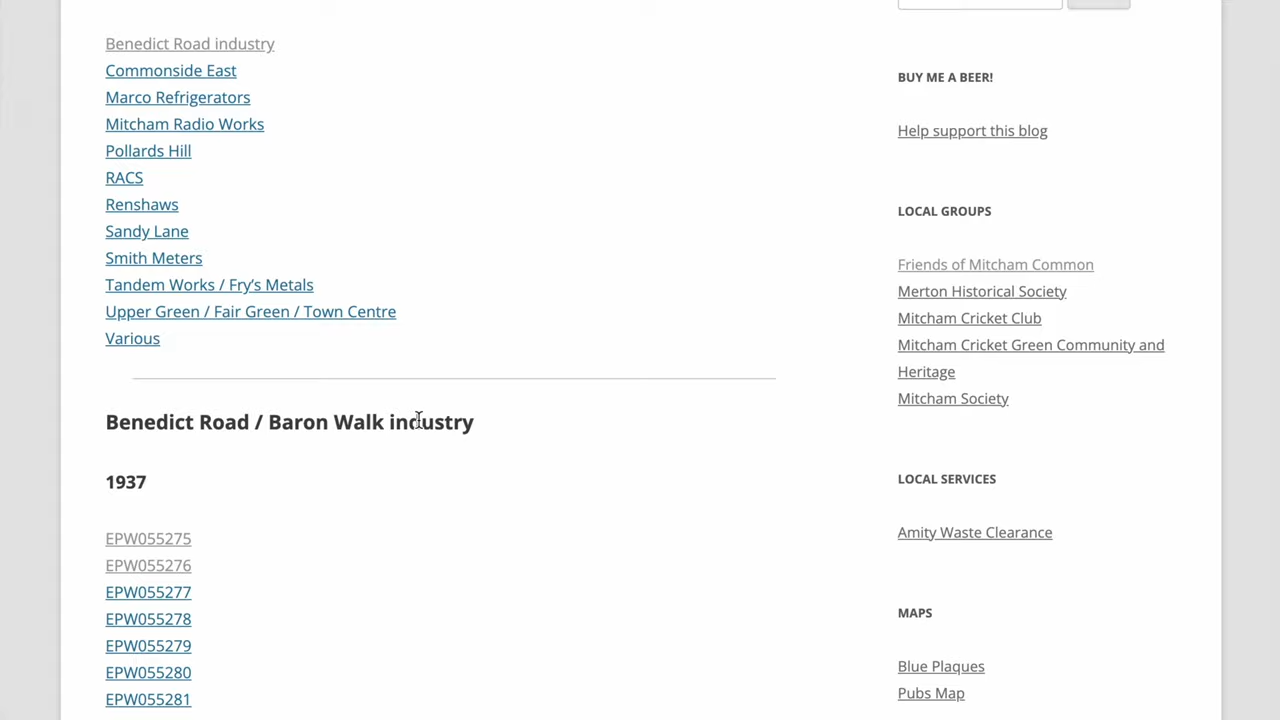 Benedict Road industry
Commonside East
Marco Refrigerators
Mitcham Radio Works
Pollards Hill
RACS
Renshaws
Sandy Lane
Smith Meters
Tandem Works / Fry’s Metals
Upper Green / Fair Green / Town Centre
Various
Benedict Road / Baron Walk industry
1937
EPW055275
EPW055276
EPW055277
EPW055278
EPW055279
EPW055280
EPW055281
BUY ME A BEER!
Help support this blog
LOCAL GROUPS
Friends of Mitcham Common
Merton Historical Society
Mitcham Cricket Club
Mitcham Cricket Green Community and
Heritage
Mitcham Society
LOCAL SERVICES
Amity Waste Clearance
MAPS
Blue Plaques
Pubs Map